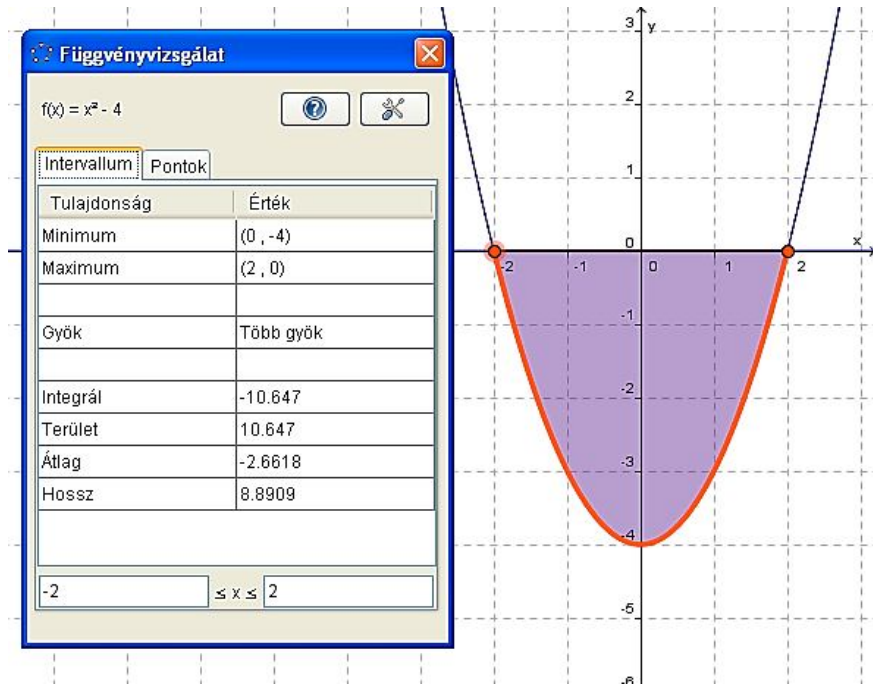 Függvényvizsgálat
f(x) = x² - 4
Intervallum Pontok
Tulajdonság Érték
Minimum (0 , -4)
Maximum (2 , 0)
Gyök Több gyök
Integrál -10.647
Terület 10.647
Átlag -2.6618
Hossz 8.8909
-2 ≤ x ≤ 2
y
3
2
1
0
x
-2 -1 0 1 2
-1
-2
-3
-4
-5
-6